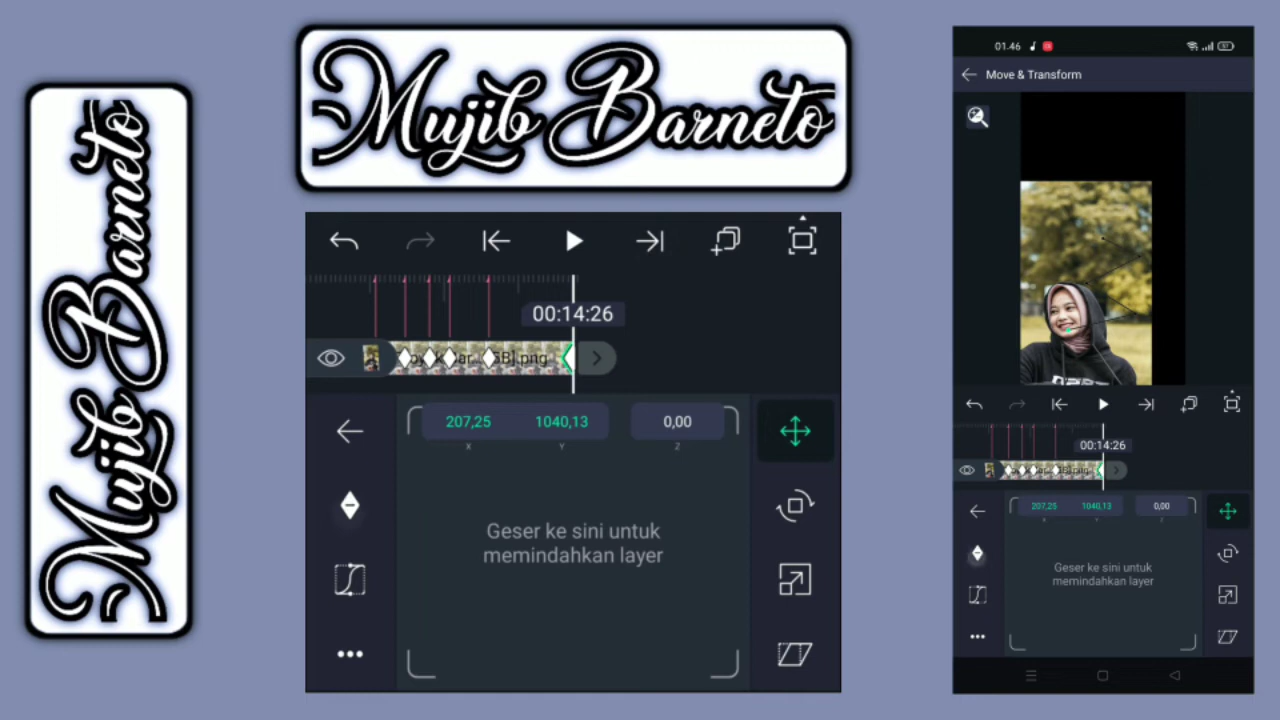 Mujib Barneto
Mujib Barneto
00:14:26
207,25 1040,13 0,00
X Y Z
Geser ke sini untuk
memindahkan layer
01.46
Move & Transform
00:14:26
207,25 1040,13 0,00
X Y Z
Geser ke sini untuk
memindahkan layer